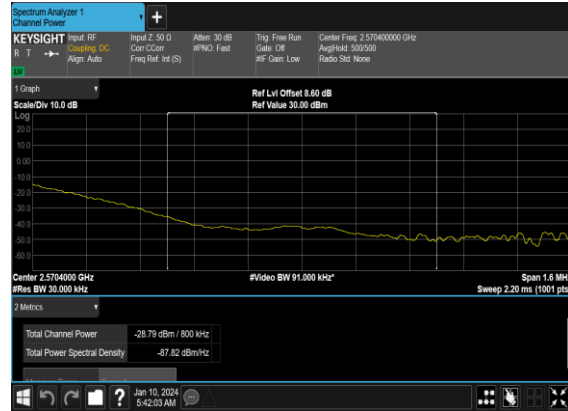 Spectrum Analyzer 1
Channel Power
KEYSIGHT Input: RF Input Z: 50 Ω Atten: 30 dB Trig: Free Run Center Freq: 2.570400000 GHz
R T Coupling: DC Corr CCorr #PNO: Fast Gate: Off Avg|Hold: 500/500
Align: Auto Freq Ref: Int (S) #IF Gain: Low Radio Std: None
LM
1 Graph
Ref Lvl Offset 8.60 dB
Scale/Div 10.0 dB Ref Value 30.00 dBm
Log
20.0
10.0
0.00
-10.0
-20.0
-30.0
-40.0
-50.0
-60.0
Center 2.5704000 GHz #Video BW 91.000 kHz* Span 1.6 MH
#Res BW 30.000 kHz Sweep 2.20 ms (1001 pts
2 Metrics
Total Channel Power -28.79 dBm / 800 kHz
Total Power Spectral Density -87.82 dBm/Hz
? Jan 10, 2024
5:42:03 AM